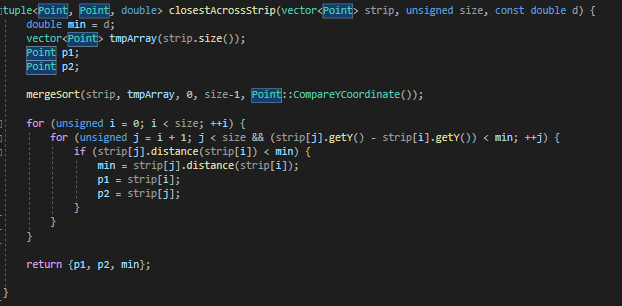 tuple<Point, Point, double> closestAcrossStrip(vector<Point> strip, unsigned size, const double d) {
double min = d;
vector<Point> tmpArray(strip.size());
Point p1;
Point p2;
mergeSort(strip, tmpArray, 0, size-1, Point::CompareYCoordinate());
for (unsigned i = 0; i < size; ++i) {
for (unsigned j = i + 1; j < size && (strip[j].getY() - strip[i].getY()) < min; ++j) {
if (strip[j].distance(strip[i]) < min) {
min = strip[j].distance(strip[i]);
p1 = strip[i];
p2 = strip[j];
}
}
}
return {p1, p2, min};
}